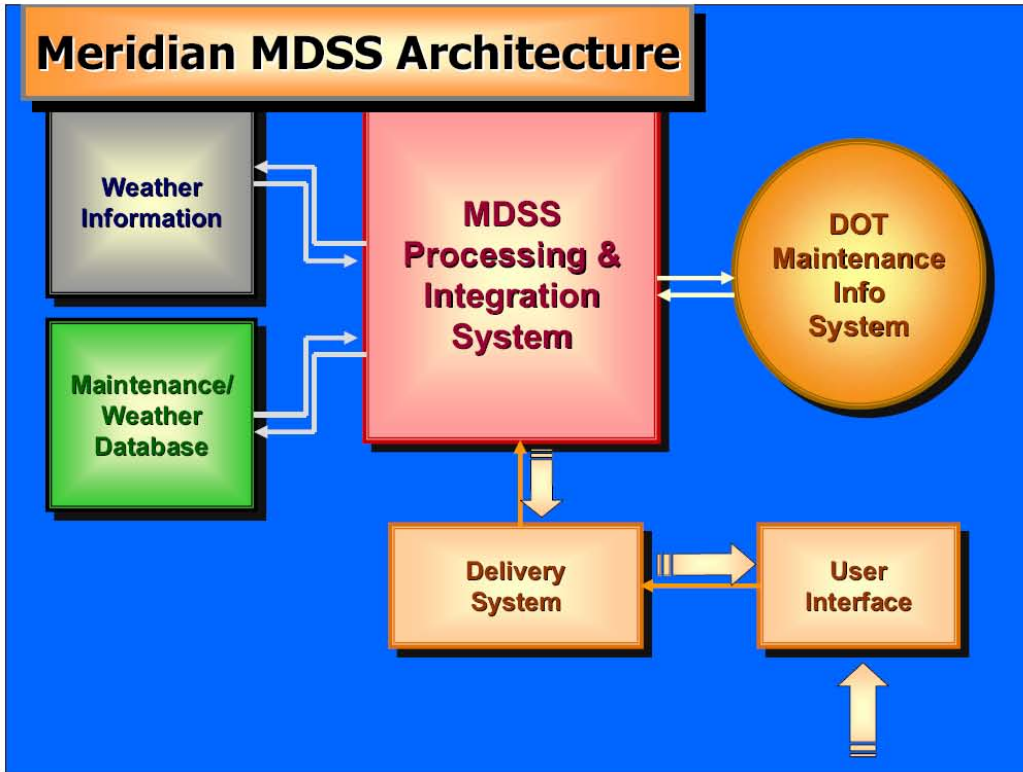 Meridian MDSS Architecture
Weather
Information
MDSS
Processing &
Integration
System
DOT
Maintenance
Info
System
Maintenance/
Weather
Database
Delivery
System
User
Interface